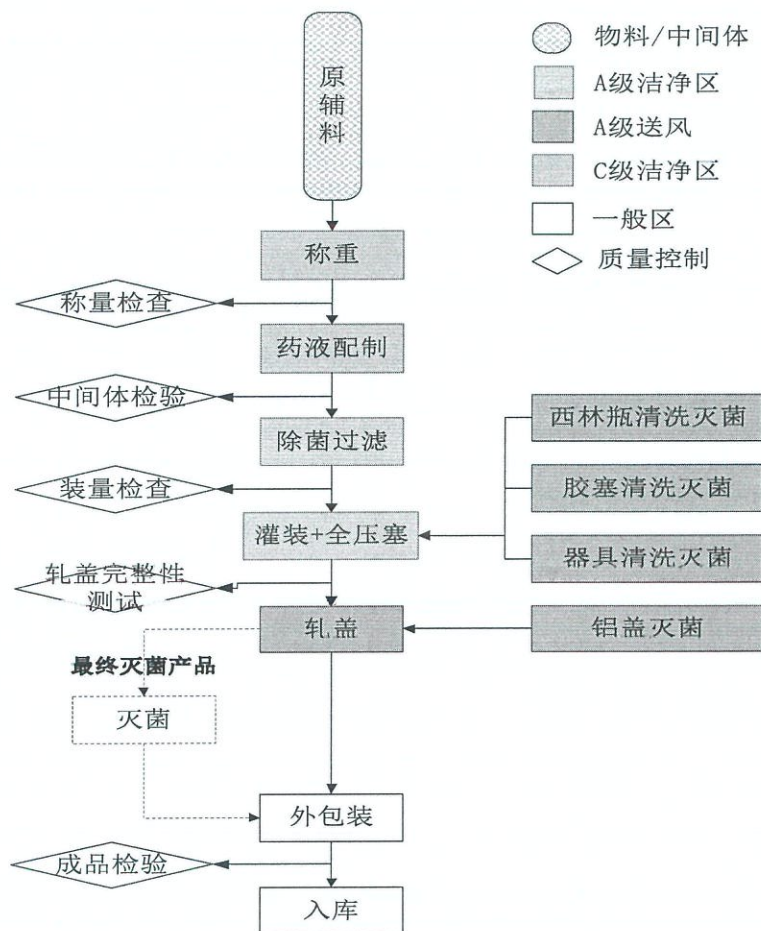 原
辅
料
物料/中间体
A级洁净区
A级送风
C级洁净区
一般区
质量控制
称重
称量检查
药液配制
中间体检验
除菌过滤
西林瓶清洗灭菌
装量检查
胶塞清洗灭菌
灌装+全压塞
器具清洗灭菌
轧盖完整性
测试
轧盖
铝盖灭菌
最终灭菌产品
灭菌
外包装
成品检验
入库